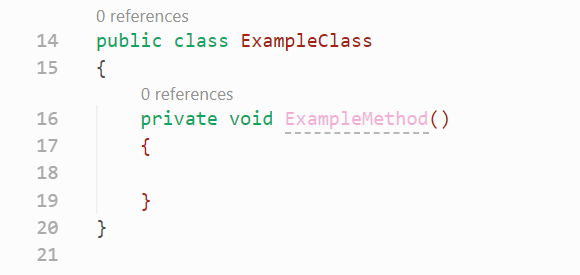 0 references
14 public class ExampleClass
15 {
0 references
16 private void ExampleMethod()
17 {
18
19 }
20 }
21